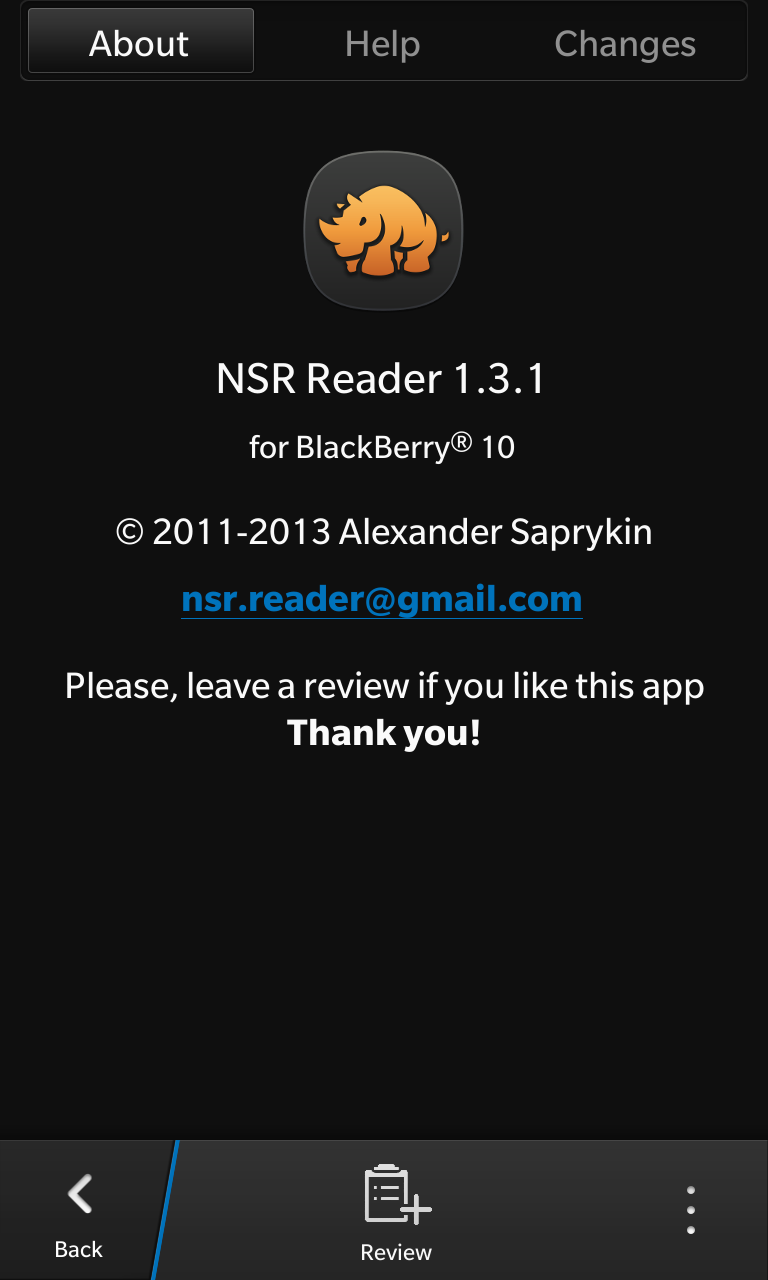 About
Help
Changes
NSR Reader 1.3.1
for BlackBerry® 10
© 2011-2013 Alexander Saprykin
nsr.reader@gmail.com
Please, leave a review if you like this app
Thank you!
Back
Review